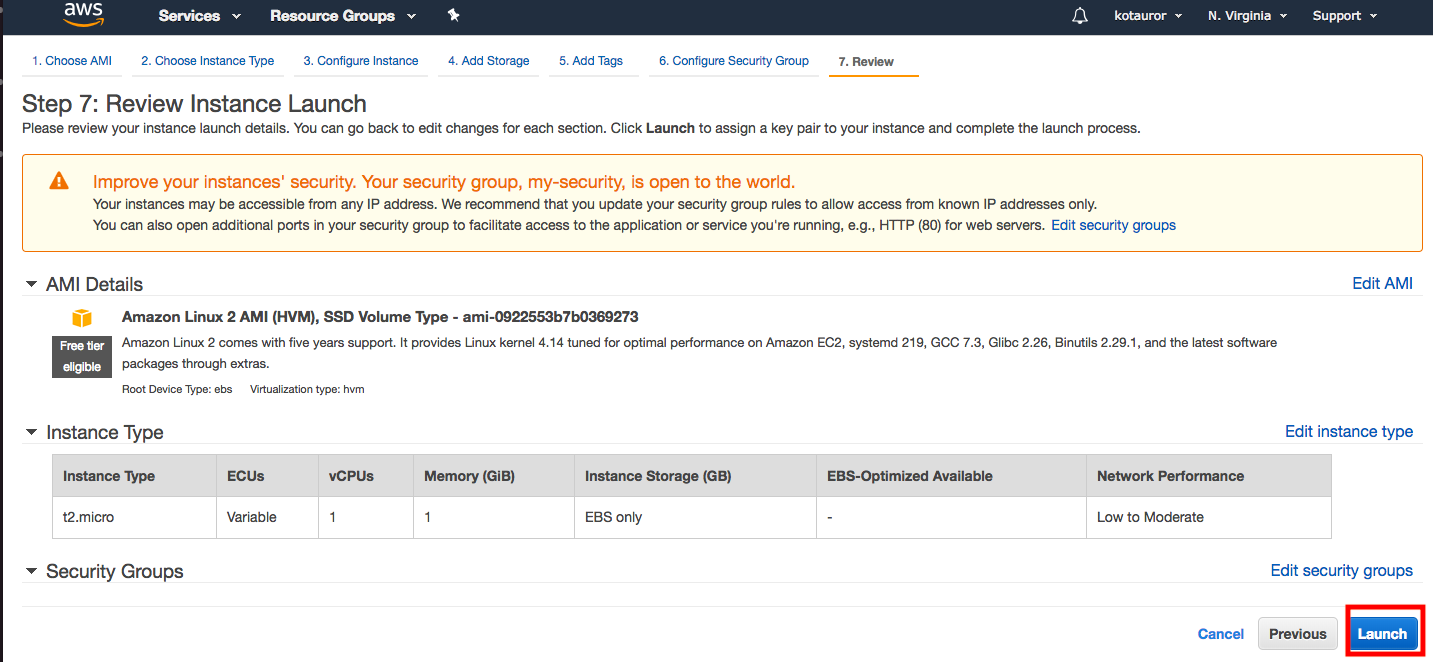 aws Services Resource Groups kotauror N. Virginia Support
1. Choose AMI 2. Choose Instance Type 3. Configure Instance 4. Add Storage 5. Add Tags 6. Configure Security Group 7. Review
Step 7: Review Instance Launch
Please review your instance launch details. You can go back to edit changes for each section. Click Launch to assign a key pair to your instance and complete the launch process.
Improve your instances' security. Your security group, my-security, is open to the world.
Your instances may be accessible from any IP address. We recommend that you update your security group rules to allow access from known IP addresses only.
You can also open additional ports in your security group to facilitate access to the application or service you're running, e.g., HTTP (80) for web servers. Edit security groups
AMI Details Edit AMI
Amazon Linux 2 AMI (HVM), SSD Volume Type - ami-0922553b7b0369273
Free tier
eligible
Amazon Linux 2 comes with five years support. It provides Linux kernel 4.14 tuned for optimal performance on Amazon EC2, systemd 219, GCC 7.3, Glibc 2.26, Binutils 2.29.1, and the latest software
packages through extras.
Root Device Type: ebs Virtualization type: hvm
Instance Type Edit instance type
Instance Type ECUs vCPUs Memory (GiB) Instance Storage (GB) EBS-Optimized Available Network Performance
t2.micro Variable 1 1 EBS only - Low to Moderate
Security Groups Edit security groups
Cancel Previous Launch